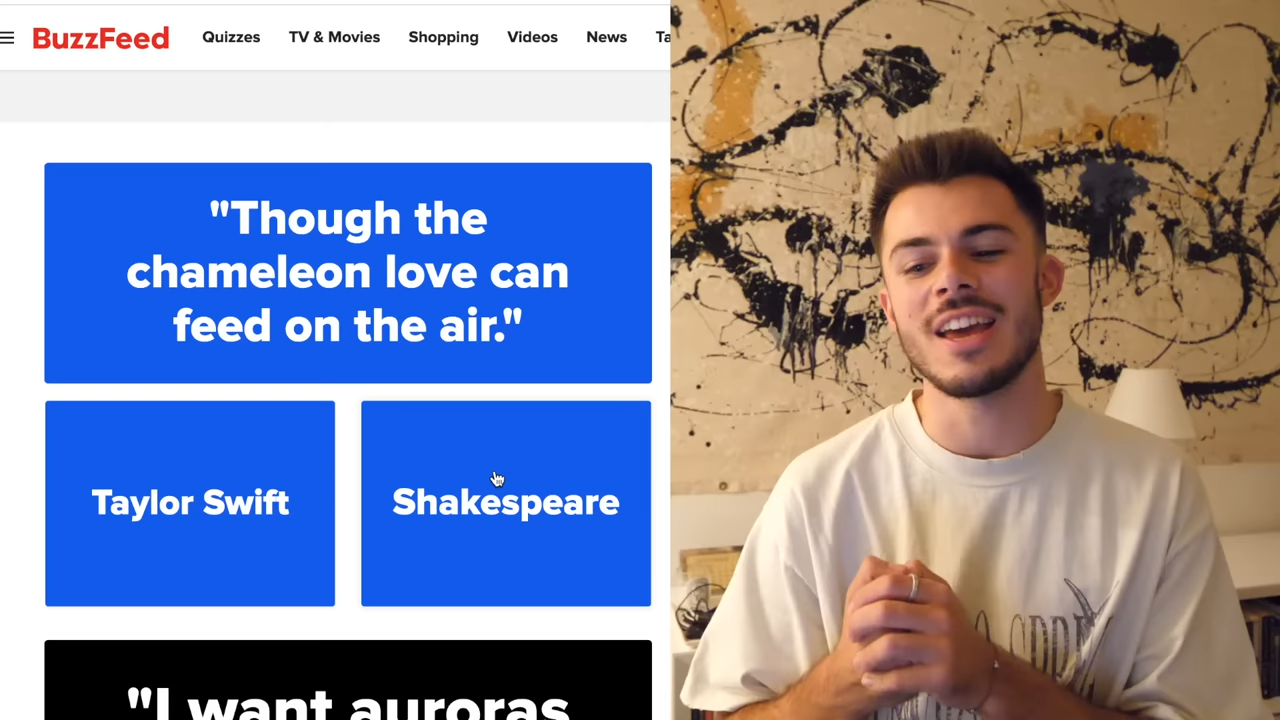 BuzzFeed Quizzes TV & Movies Shopping Videos News Ta
"Though the
chameleon love can
feed on the air."
Taylor Swift Shakespeare
"I want auroras